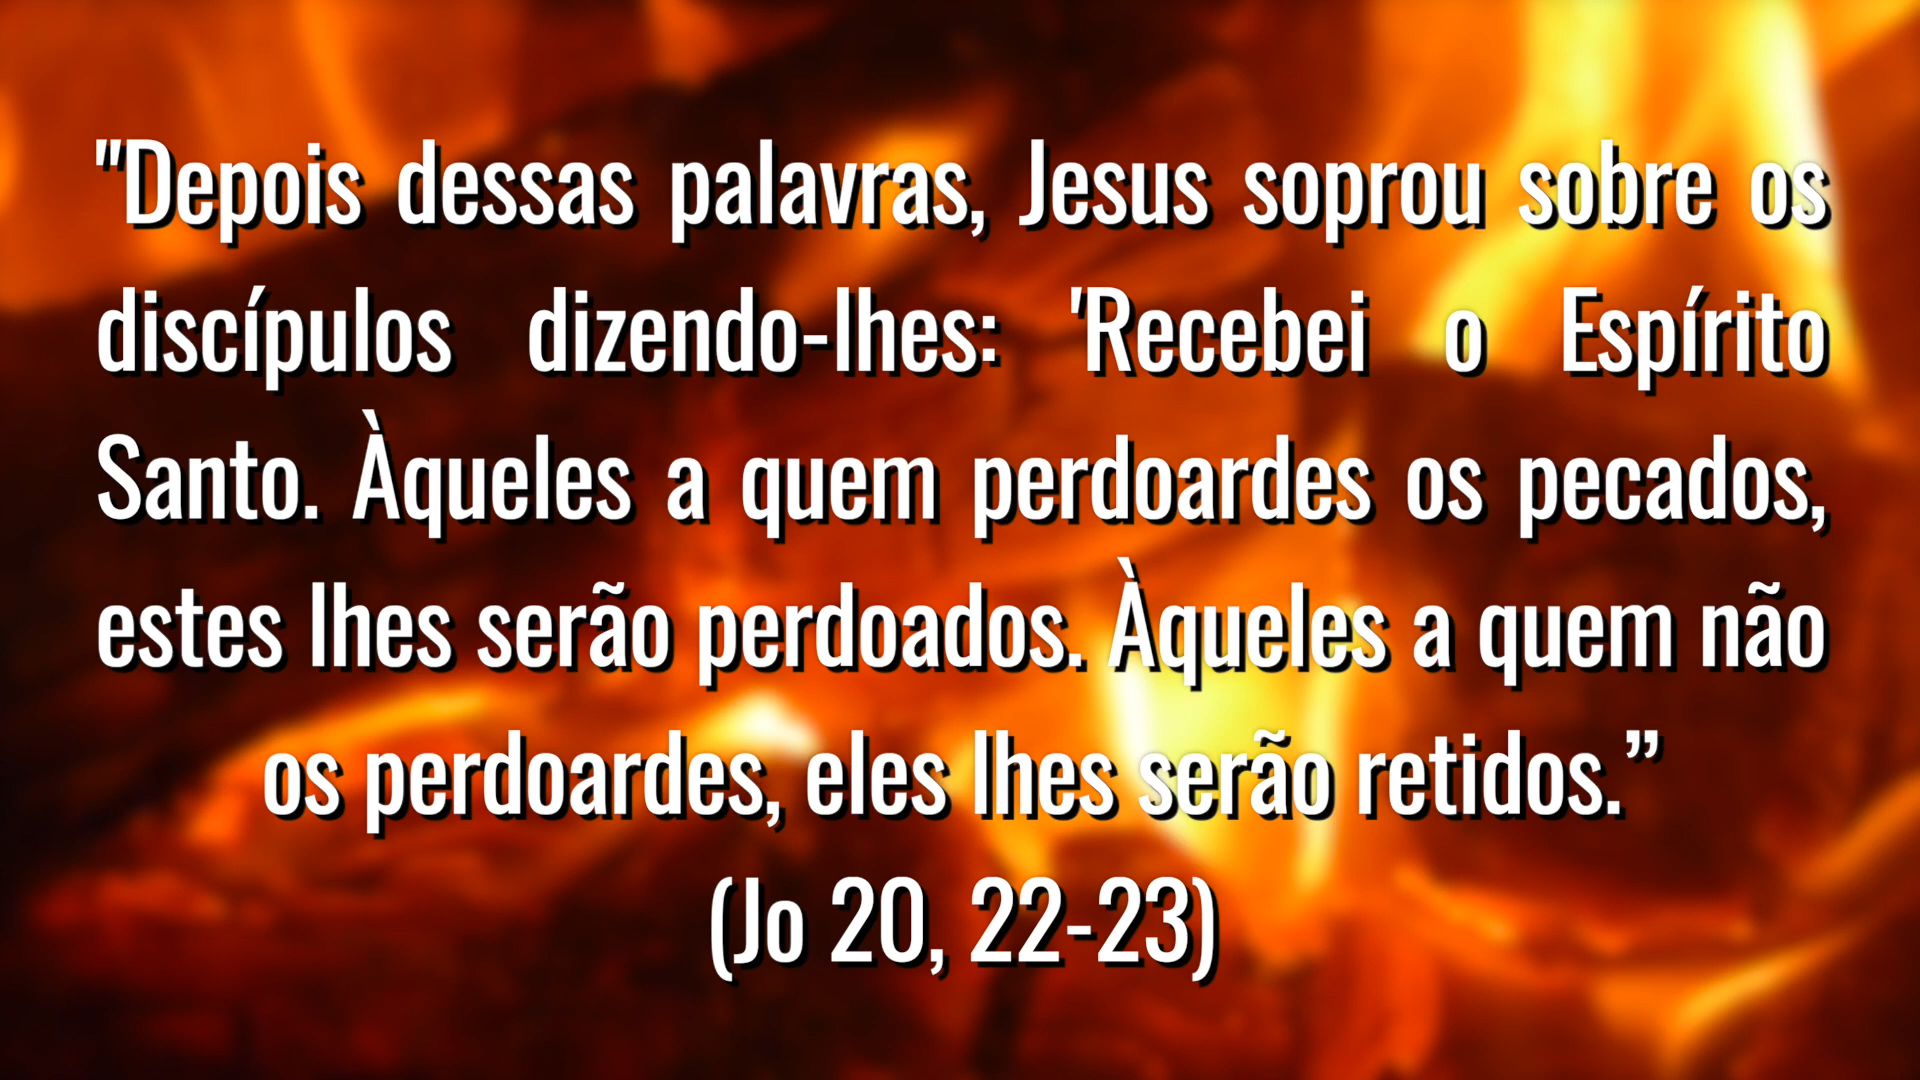 "Depois dessas palavras, Jesus soprou sobre os
discípulos dizendo-lhes: 'Recebei o Espírito
Santo. Àqueles a quem perdoardes os pecados,
estes lhes serão perdoados. Àqueles a quem não
os perdoardes, eles lhes serão retidos.”
(Jo 20, 22-23)